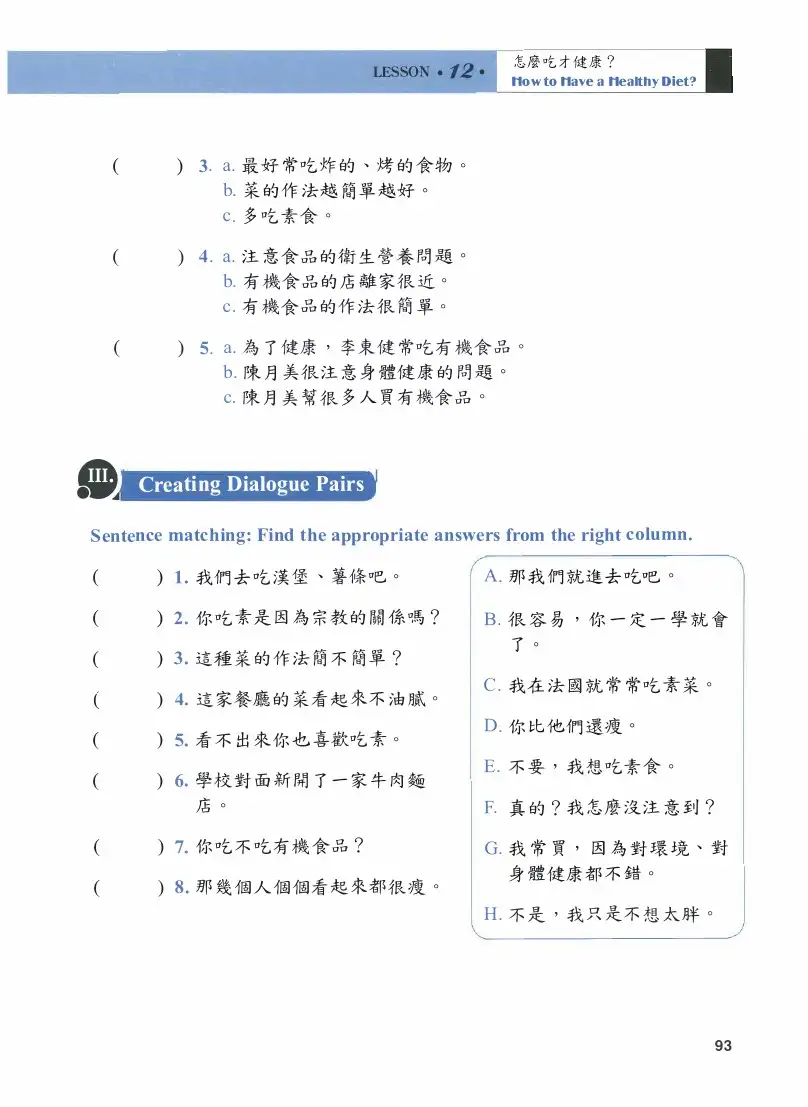 LESSON • 12 •
怎麼吃才健康？
How to Have a Healthy Diet?
( ) 3. a. 最好常吃炸的、烤的食物。
b. 菜的作法越簡單越好。
c. 多吃素食。
( ) 4. a. 注意食品的衛生營養問題。
b. 有機食品的店離家很近。
c. 有機食品的作法很簡單。
( ) 5. a. 為了健康，李東健常吃有機食品。
b. 陳月美很注意身體健康的問題。
c. 陳月美幫很多人買有機食品。
III. Creating Dialogue Pairs
Sentence matching: Find the appropriate answers from the right column.
( ) 1. 我們去吃漢堡、薯條吧。
( ) 2. 你吃素是因為宗教的關係嗎？
( ) 3. 這種菜的作法簡不簡單？
( ) 4. 這家餐廳的菜看起來不油膩。
( ) 5. 看不出來你也喜歡吃素。
( ) 6. 學校對面新開了一家牛肉麵
店。
( ) 7. 你吃不吃有機食品？
( ) 8. 那幾個人個個看起來都很瘦。
A. 那我們就進去吃吧。
B. 很容易，你一定一學就會
了。
C. 我在法國就常常吃素菜。
D. 你比他們還瘦。
E. 不要，我想吃素食。
F. 真的？我怎麼沒注意到？
G. 我常買，因為對環境、對
身體健康都不錯。
H. 不是，我只是不想太胖。
93